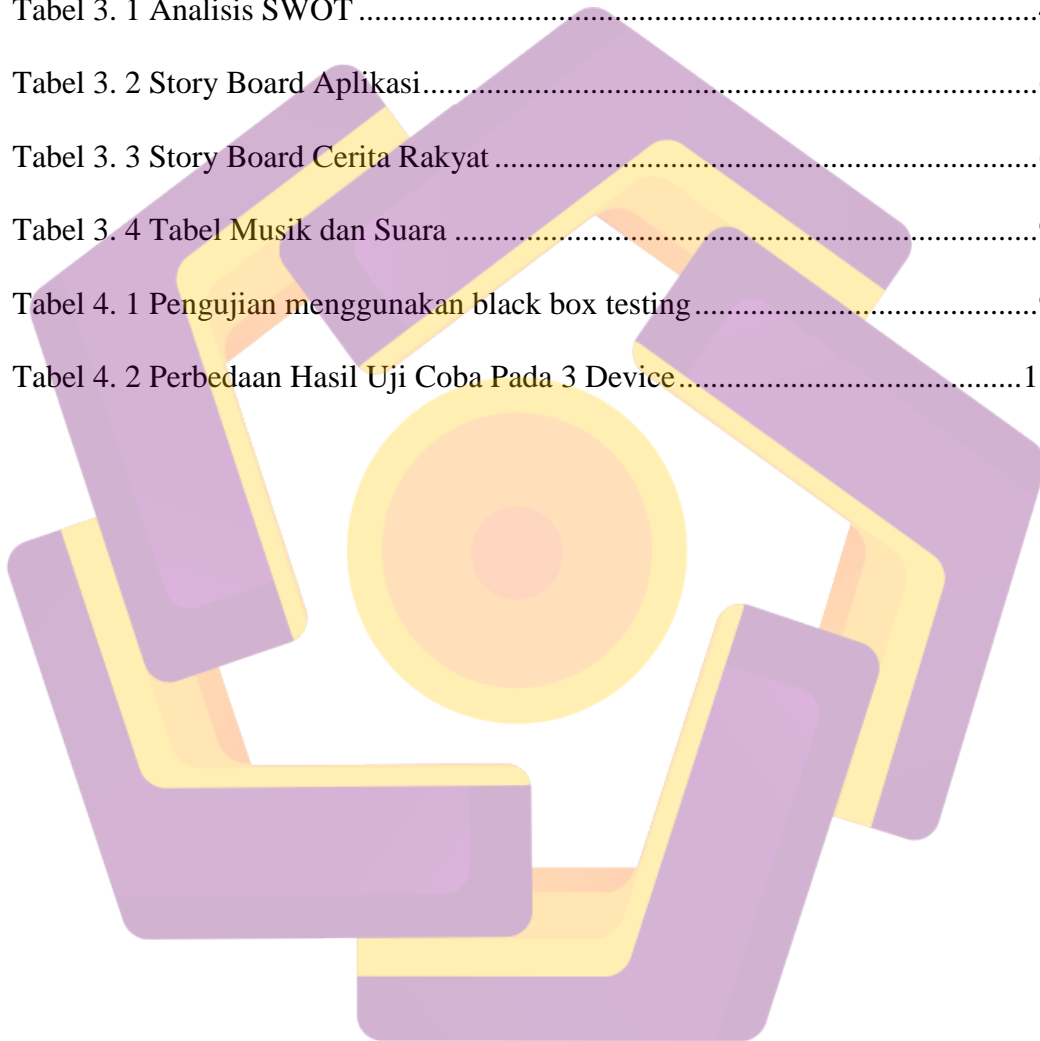 Tabel 3. 1 Analisis SWOT ....................................................................................
Tabel 3. 2 Story Board Aplikasi............................................................................
Tabel 3. 3 Story Board Cerita Rakyat ...................................................................
Tabel 3. 4 Tabel Musik dan Suara ........................................................................
Tabel 4. 1 Pengujian menggunakan black box testing..........................................
Tabel 4. 2 Perbedaan Hasil Uji Coba Pada 3 Device..........................................1